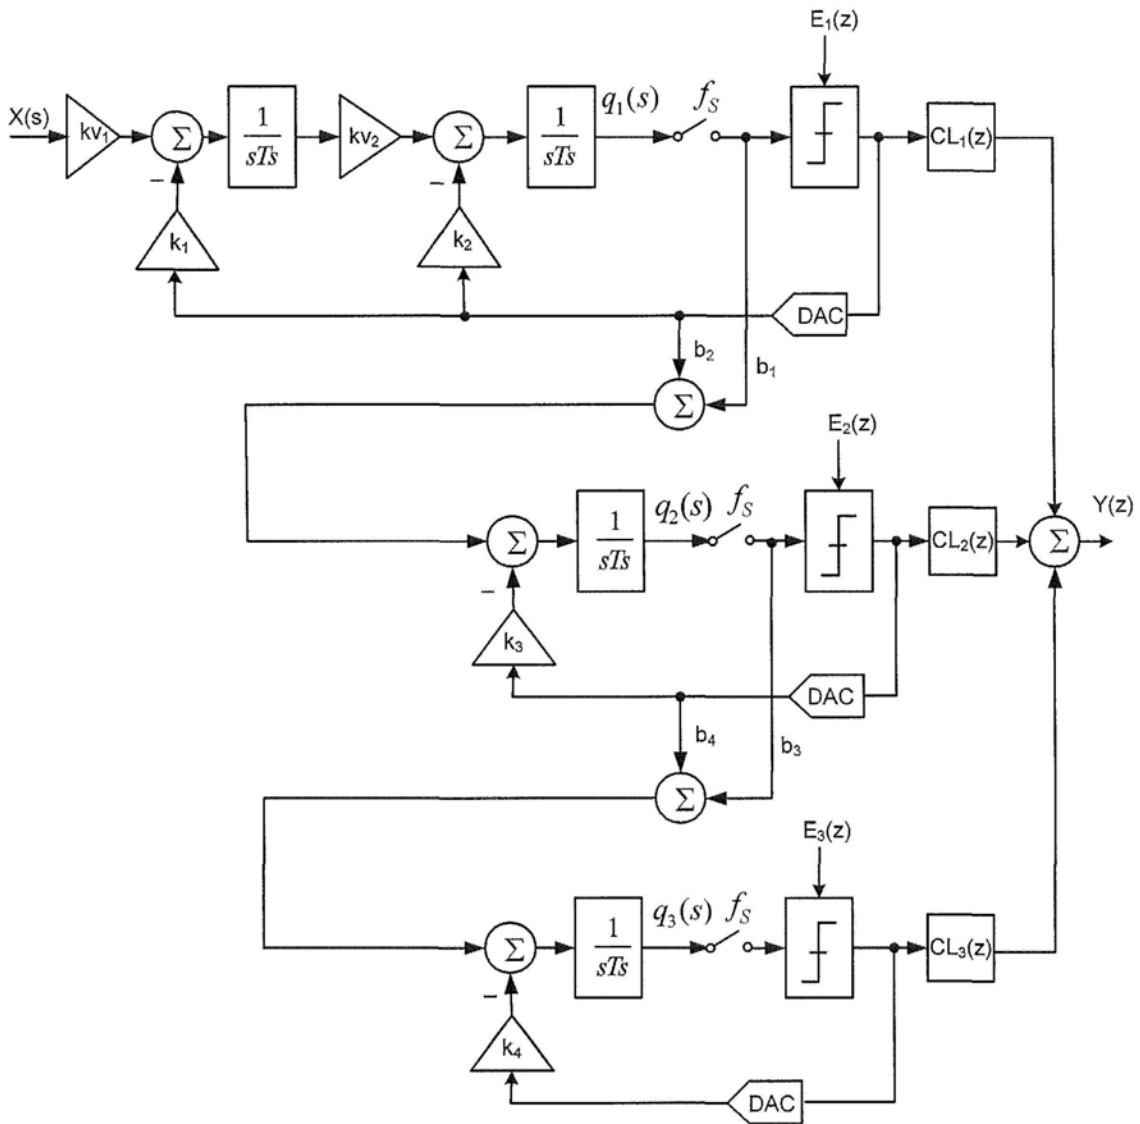 E₁(z)
X(s)
kv₁
Σ
1
sTs
kv₂
Σ
1
sTs
q₁(s)
f_S
CL₁(z)
–
–
k₁
k₂
DAC
b₂
b₁
Σ
E₂(z)
q₂(s)
f_S
Y(z)
Σ
1
sTs
CL₂(z)
Σ
–
k₃
DAC
b₄
b₃
Σ
E₃(z)
q₃(s)
f_S
Σ
1
sTs
CL₃(z)
–
k₄
DAC